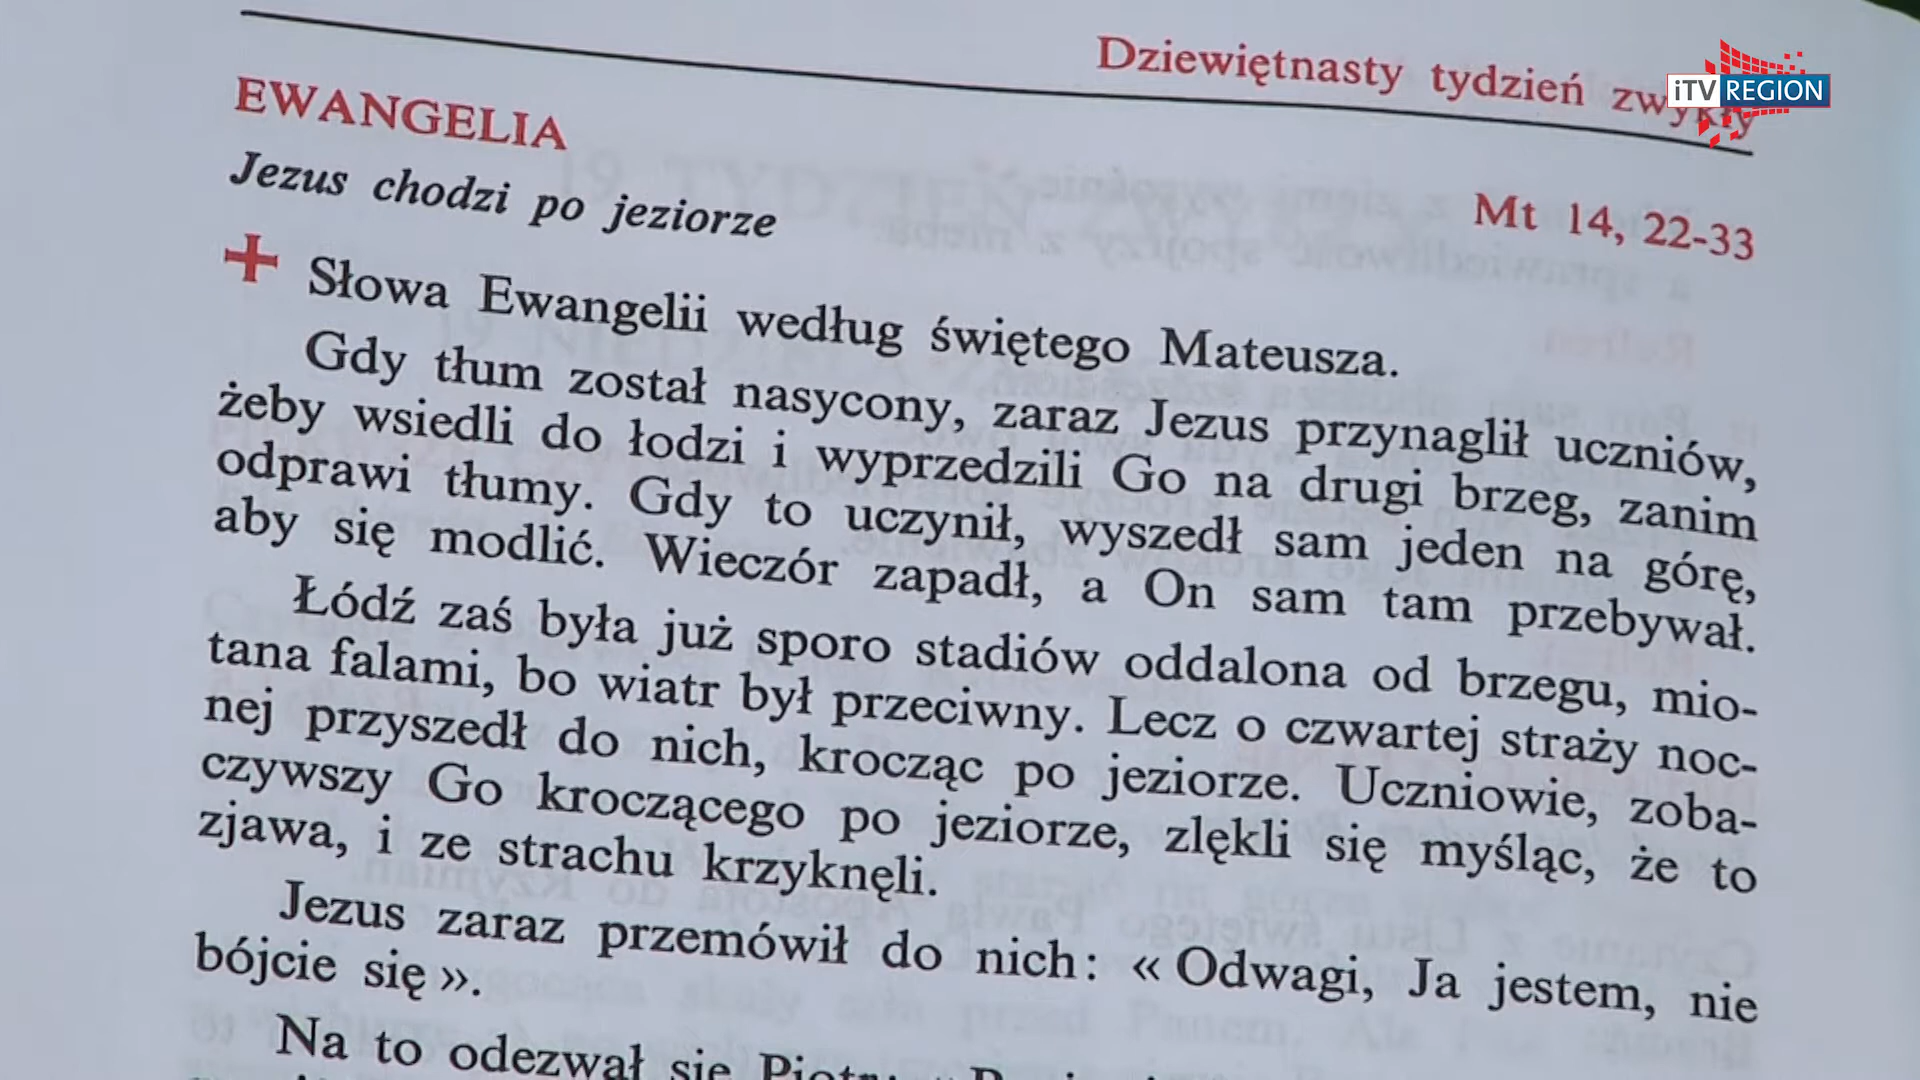 Dziewiętnasty tydzień zwykły
iTV REGION
EWANGELIA
Jezus chodzi po jeziorze
Mt 14, 22-33
+ Słowa Ewangelii według świętego Mateusza.
Gdy tłum został nasycony, zaraz Jezus przynaglił uczniów,
żeby wsiedli do łodzi i wyprzedzili Go na drugi brzeg, zanim
odprawi tłumy. Gdy to uczynił, wyszedł sam jeden na górę,
aby się modlić. Wieczór zapadł, a On sam tam przebywał.
Łódź zaś była już sporo stadiów oddalona od brzegu, mio-
tana falami, bo wiatr był przeciwny. Lecz o czwartej straży noc-
nej przyszedł do nich, krocząc po jeziorze. Uczniowie, zoba-
czywszy Go kroczącego po jeziorze, zlękli się myśląc, że to
zjawa, i ze strachu krzyknęli.
Jezus zaraz przemówił do nich: «Odwagi, Ja jestem, nie
bójcie się».
Na to odezwał się Piotr: